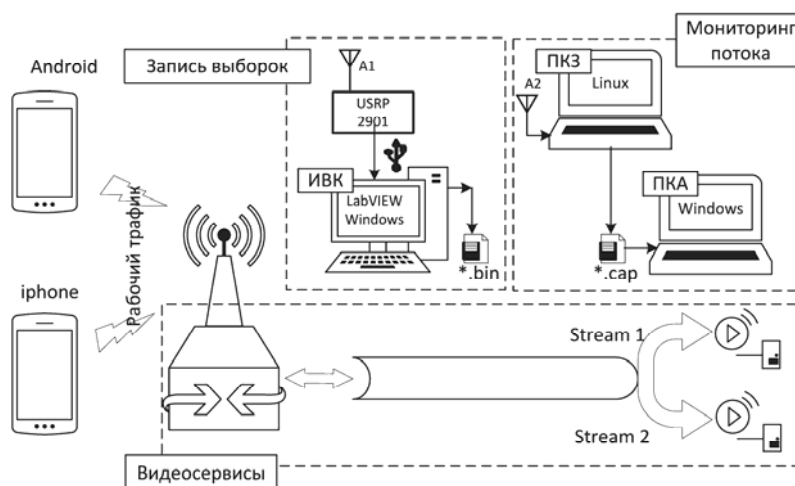 Мониторинг
потока
Android
Запись выборок
A1
USRP
2901
ИВК
LabVIEW
Windows
*.bin
ПКЗ
Linux
A2
ПКА
Windows
*.cap
Рабочий трафик
iphone
Stream 1
Stream 2
Видеосервисы